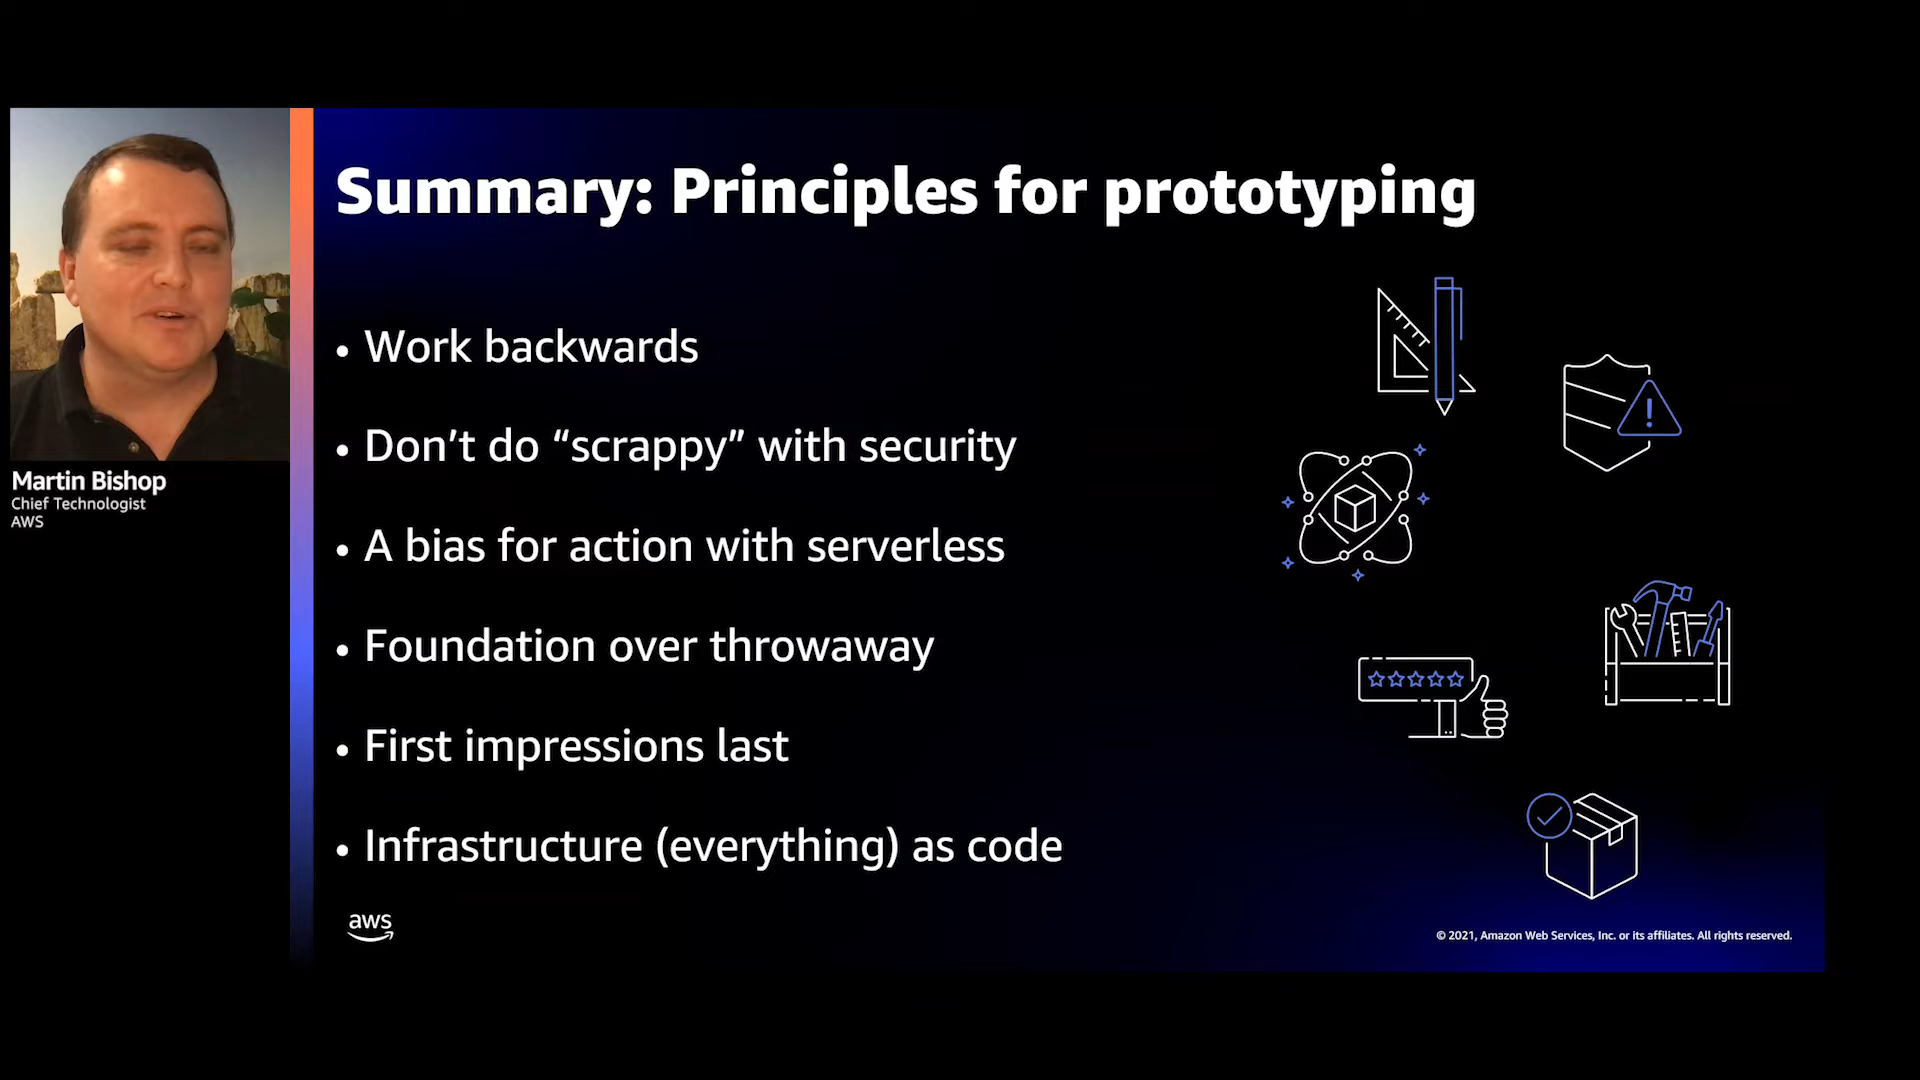 Summary: Principles for prototyping
• Work backwards
• Don’t do “scrappy” with security
• A bias for action with serverless
• Foundation over throwaway
• First impressions last
• Infrastructure (everything) as code
Martin Bishop
Chief Technologist
AWS
aws
© 2021, Amazon Web Services, Inc. or its affiliates. All rights reserved.